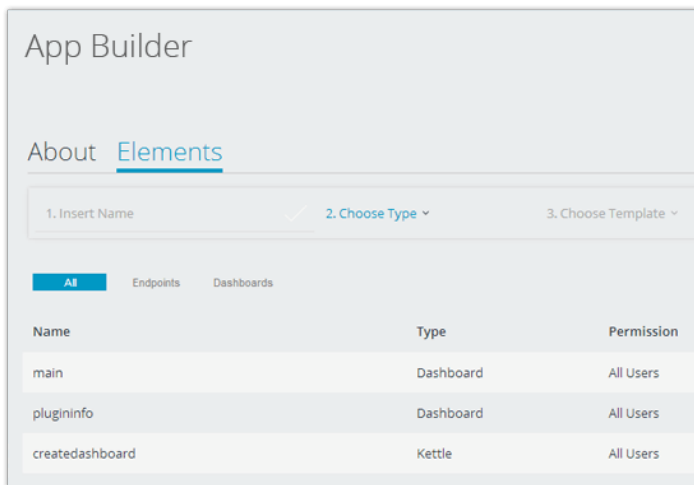 App Builder
About Elements
1. Insert Name 2. Choose Type 3. Choose Template
All Endpoints Dashboards
Name Type Permission
main Dashboard All Users
plugininfo Dashboard All Users
createdashboard Kettle All Users